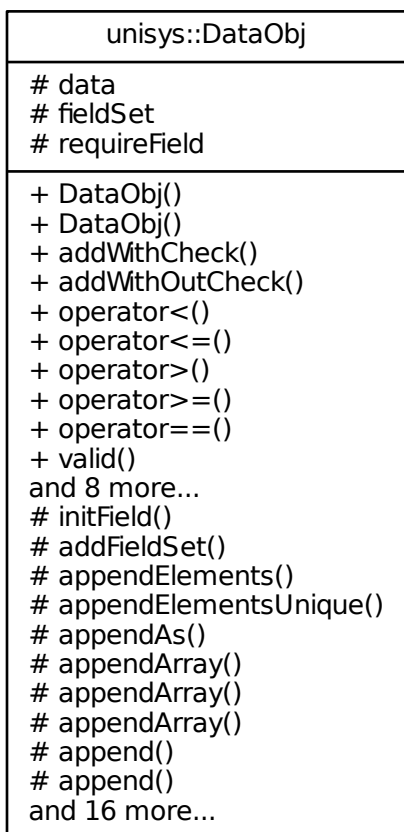 unisys::DataObj
# data
# fieldSet
# requireField
+ DataObj()
+ DataObj()
+ addWithCheck()
+ addWithOutCheck()
+ operator<()
+ operator<=()
+ operator>()
+ operator>=()
+ operator==()
+ valid()
and 8 more...
# initField()
# addFieldSet()
# appendElements()
# appendElementsUnique()
# appendAs()
# appendArray()
# appendArray()
# appendArray()
# append()
# append()
and 16 more...